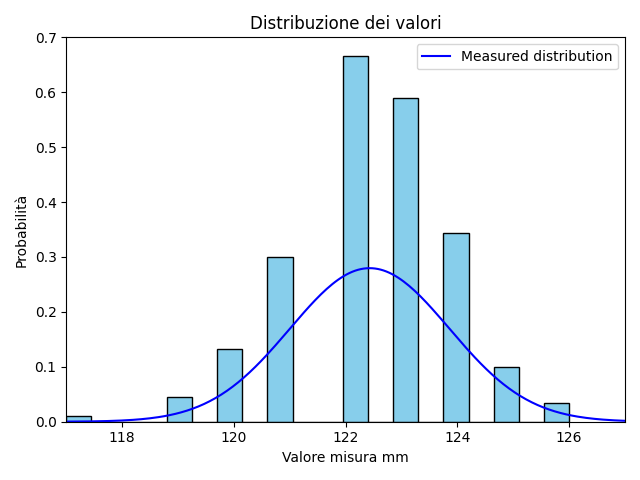 Distribuzione dei valori
Measured distribution
0.7
0.6
0.5
0.4
0.3
0.2
0.1
0.0
Probabilità
118 120 122 124 126
Valore misura mm